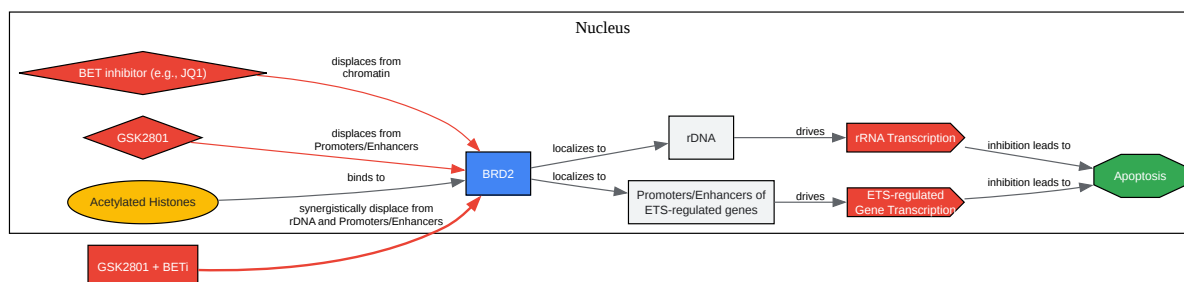 Nucleus
BET inhibitor (e.g., JQ1)
displaces from
chromatin
GSK2801
displaces from
Promoters/Enhancers
Acetylated Histones
binds to
synergistically displace from
rDNA and Promoters/Enhancers
GSK2801 + BETi
BRD2
localizes to
localizes to
rDNA
Promoters/Enhancers of
ETS-regulated genes
drives
drives
rRNA Transcription
ETS-regulated
Gene Transcription
inhibition leads to
inhibition leads to
Apoptosis